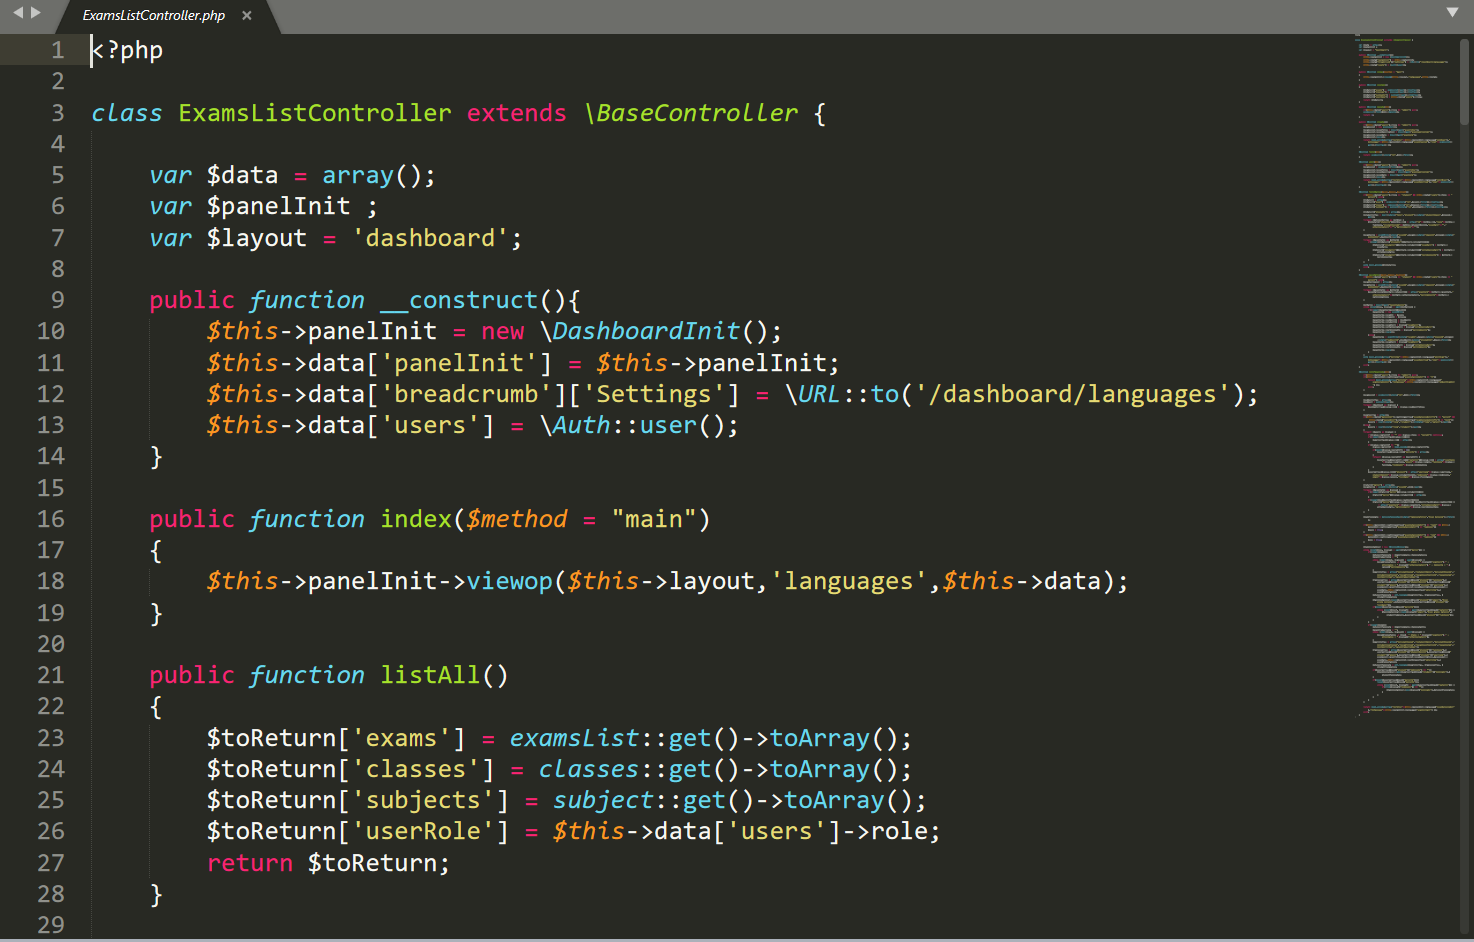 ExamsListController.php ×
1 <?php
2
3 class ExamsListController extends \BaseController {
4
5     var $data = array();
6     var $panelInit ;
7     var $layout = 'dashboard';
8
9     public function __construct(){
10         $this->panelInit = new \DashboardInit();
11         $this->data['panelInit'] = $this->panelInit;
12         $this->data['breadcrumb']['Settings'] = \URL::to('/dashboard/languages');
13         $this->data['users'] = \Auth::user();
14     }
15
16     public function index($method = "main")
17     {
18         $this->panelInit->viewop($this->layout,'languages',$this->data);
19     }
20
21     public function listAll()
22     {
23         $toReturn['exams'] = examsList::get()->toArray();
24         $toReturn['classes'] = classes::get()->toArray();
25         $toReturn['subjects'] = subject::get()->toArray();
26         $toReturn['userRole'] = $this->data['users']->role;
27         return $toReturn;
28     }
29